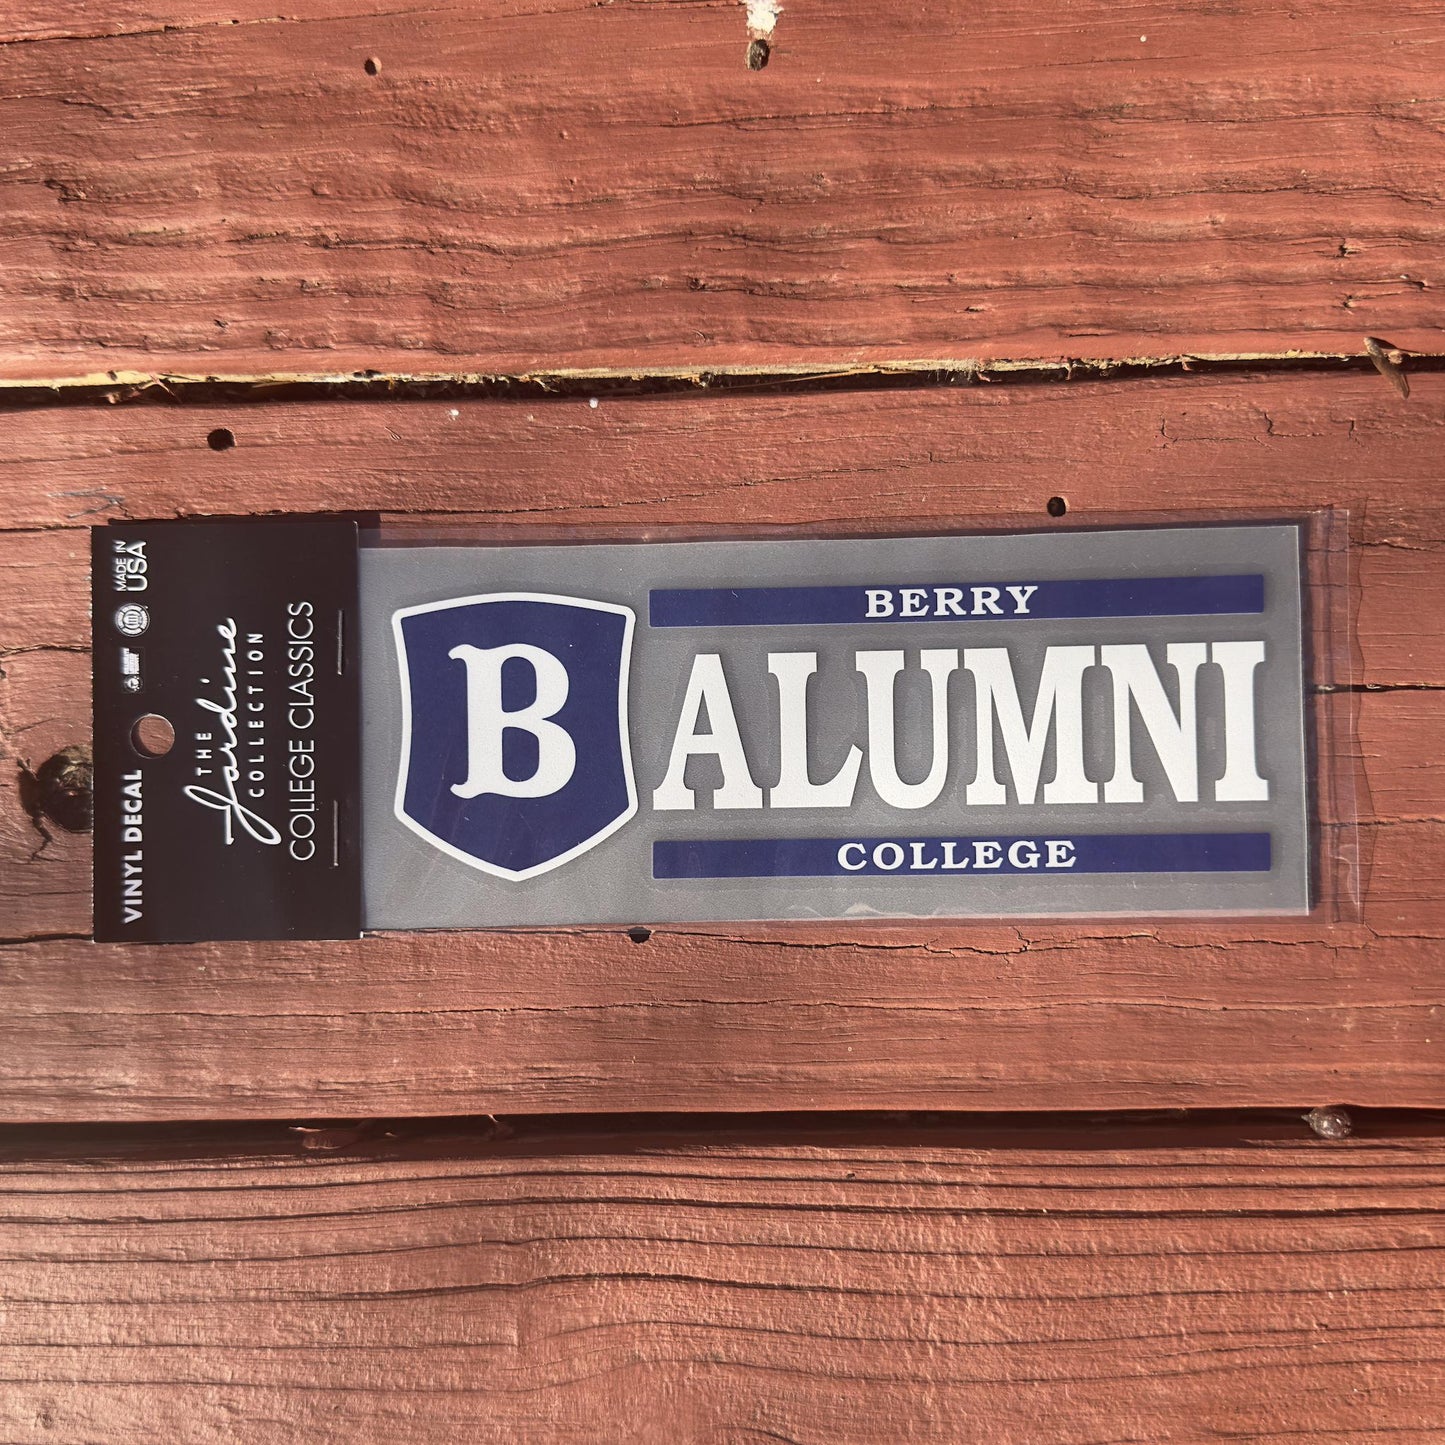 VINYL DECAL
MADE IN
USA
THE
Jardine
COLLECTION
COLLEGE CLASSICS
B
BERRY
ALUMNI
COLLEGE